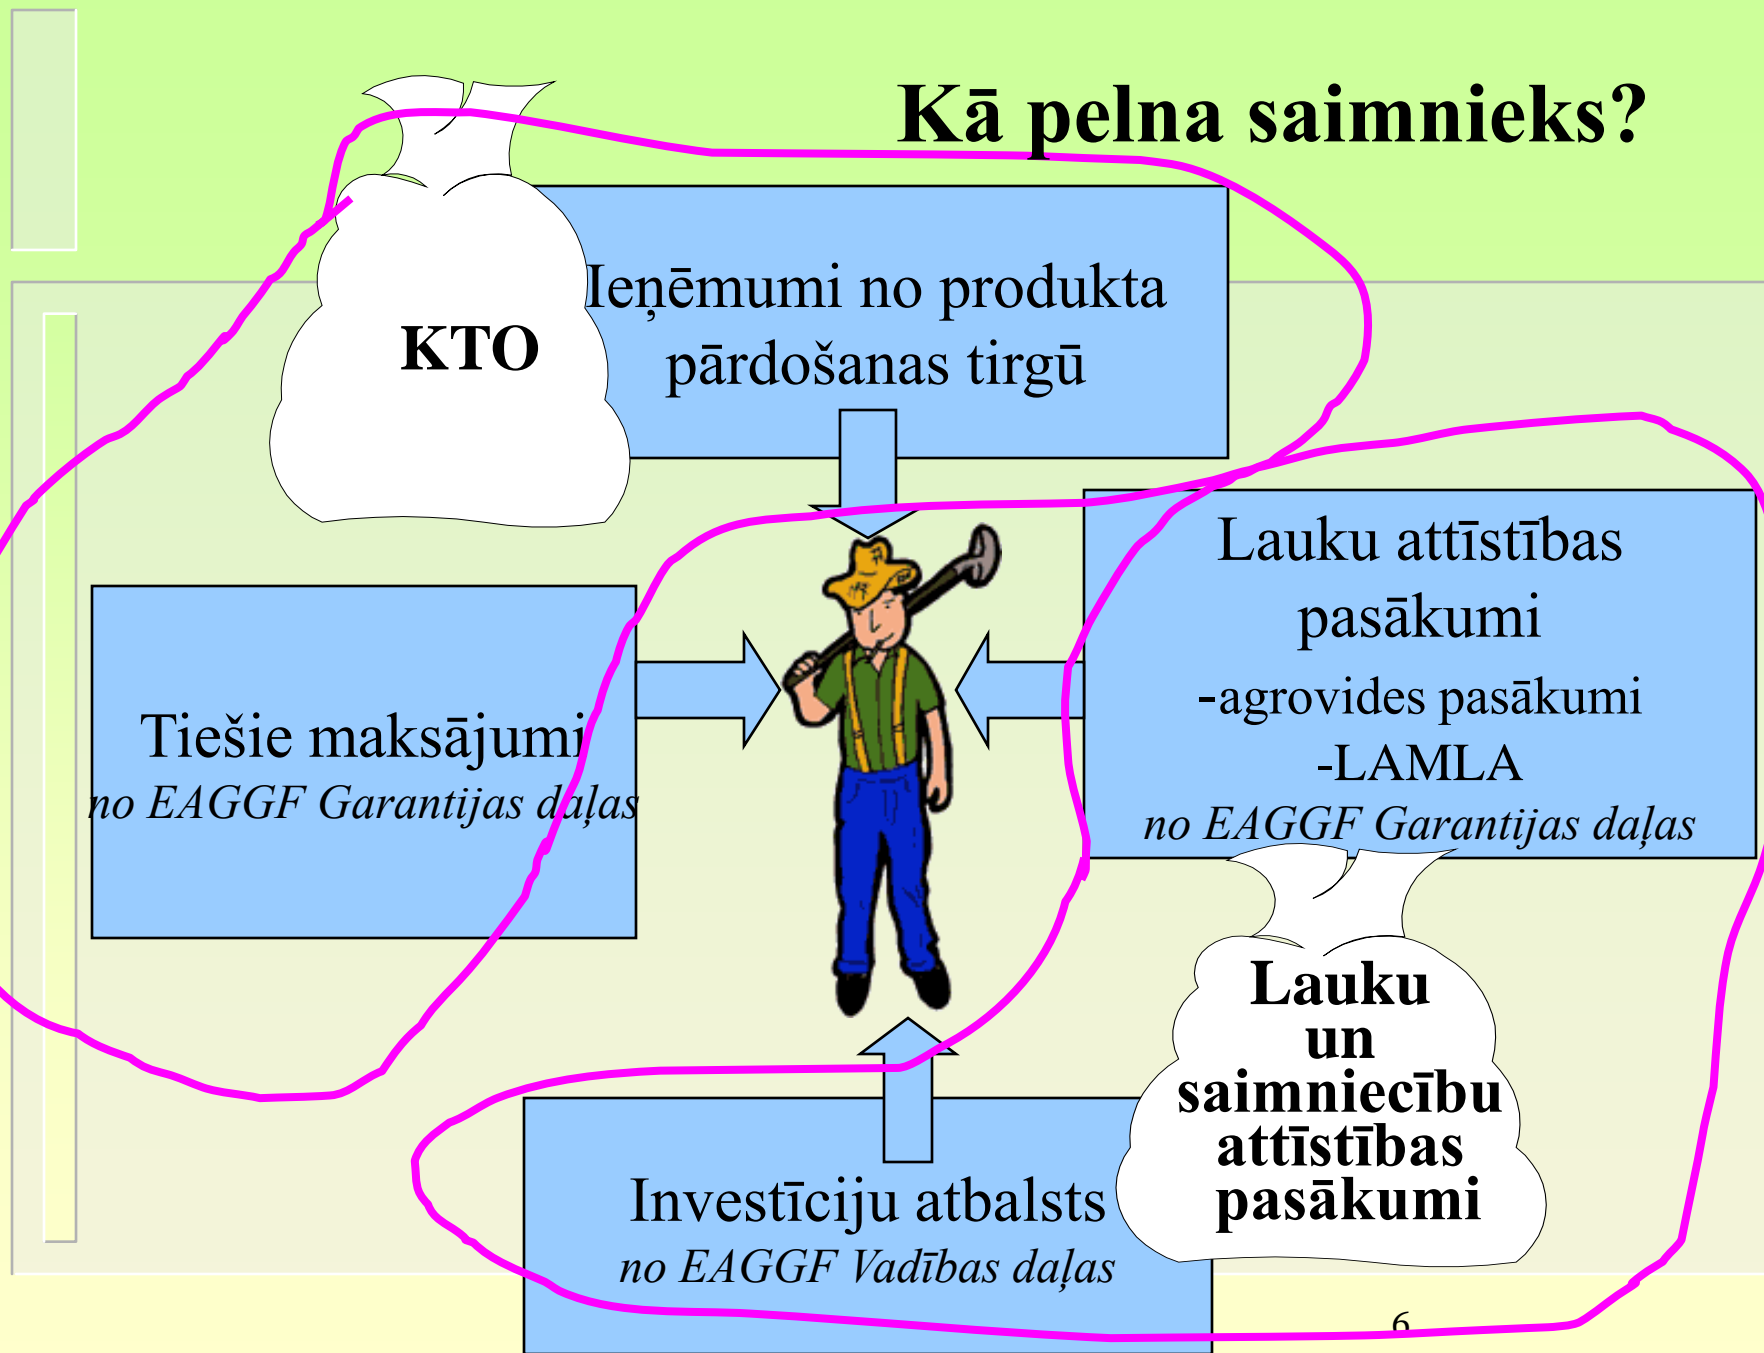 Kā pelna saimnieks?
KTO
Ieņēmumi no produkta
pārdošanas tirgū
Tiešie maksājumi
no EAGGF Garantijas daļas
Lauku attīstības
pasākumi
-agrovides pasākumi
-LAMLA
no EAGGF Garantijas daļas
Lauku
un
saimniecību
attīstības
pasākumi
Investīciju atbalsts
no EAGGF Vadības daļas
6